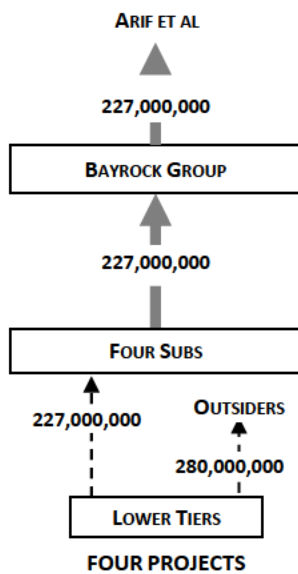 ARIF ET AL
227,000,000
BAYROCK GROUP
227,000,000
FOUR SUBS
OUTSIDERS
227,000,000
280,000,000
LOWER TIERS
FOUR PROJECTS